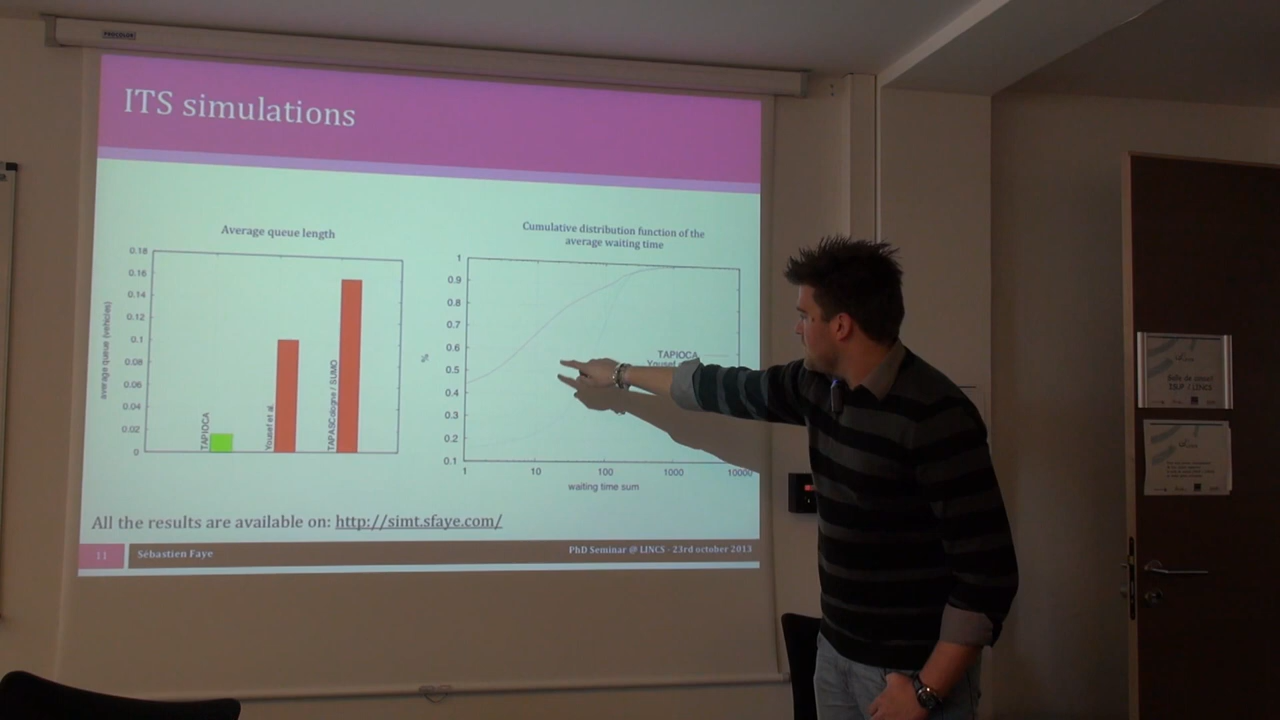 PROCOLOR
ITS simulations
Average queue length
0.18
0.16
0.14
0.12
0.1
0.08
0.06
0.04
0.02
0
average queue (vehicles)
TAPIOCA
Yousef et al.
TAPASCologne / SUMO
Cumulative distribution function of the
average waiting time
1
0.9
0.8
0.7
0.6
0.5
0.4
0.3
0.2
0.1
%
TAPIOCA
Yousef
1
10
100
1000
10000
waiting time sum
All the results are available on: http://simt.sfaye.com/
11
Sébastien Faye
PhD Seminar @ LINCS - 23rd october 2013